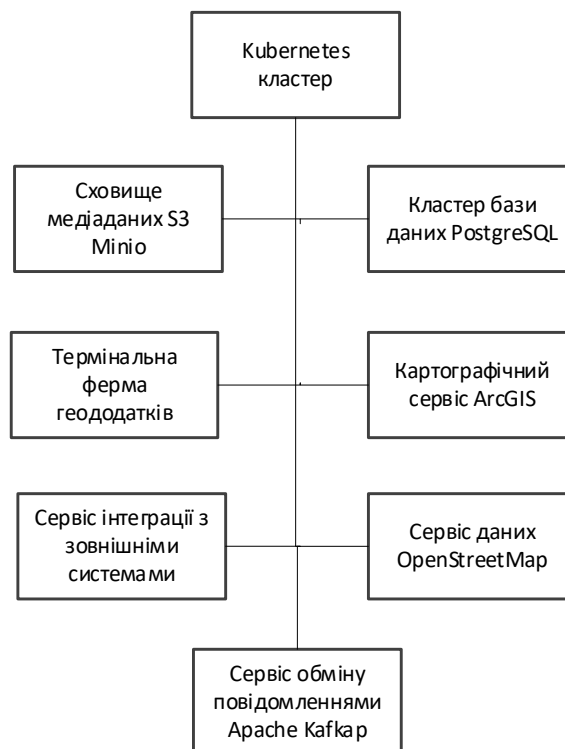 Kubernetes
кластер
Сховище
медіаданих S3
Minio
Кластер бази
даних PostgreSQL
Термінальна
ферма
геододатків
Картографічний
сервіс ArcGIS
Сервіс інтеграції з
зовнішніми
системами
Сервіс даних
OpenStreetMap
Сервіс обміну
повідомленнями
Apache Kafkap